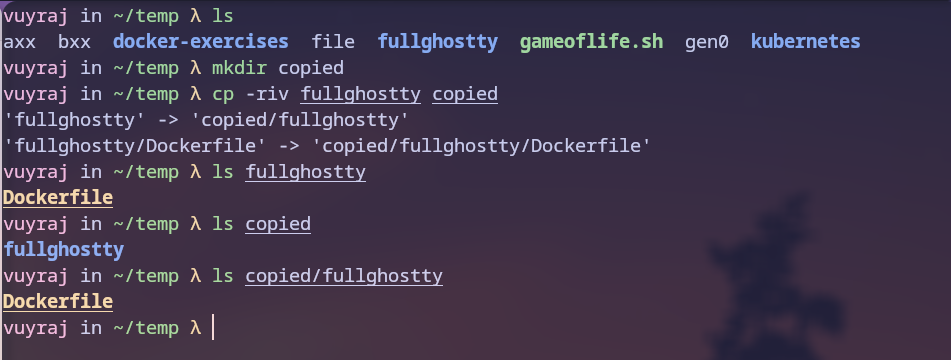 vuyraj in ~/temp λ ls
axx  bxx  docker-exercises  file  fullghostty  gameoflife.sh  gen0  kubernetes
vuyraj in ~/temp λ mkdir copied
vuyraj in ~/temp λ cp -riv fullghostty copied
'fullghostty' -> 'copied/fullghostty'
'fullghostty/Dockerfile' -> 'copied/fullghostty/Dockerfile'
vuyraj in ~/temp λ ls fullghostty
Dockerfile
vuyraj in ~/temp λ ls copied
fullghostty
vuyraj in ~/temp λ ls copied/fullghostty
Dockerfile
vuyraj in ~/temp λ